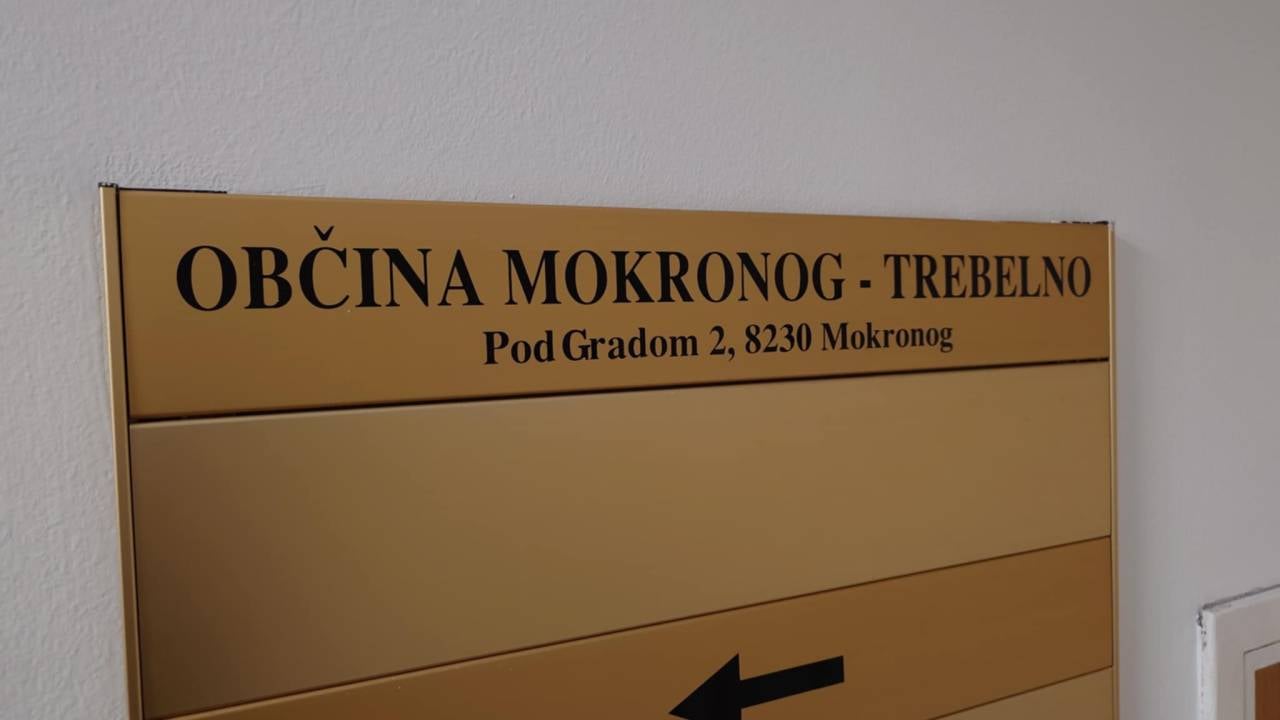 OBČINA MOKRONOG - TREBELNO
Pod Gradom 2, 8230 Mokronog